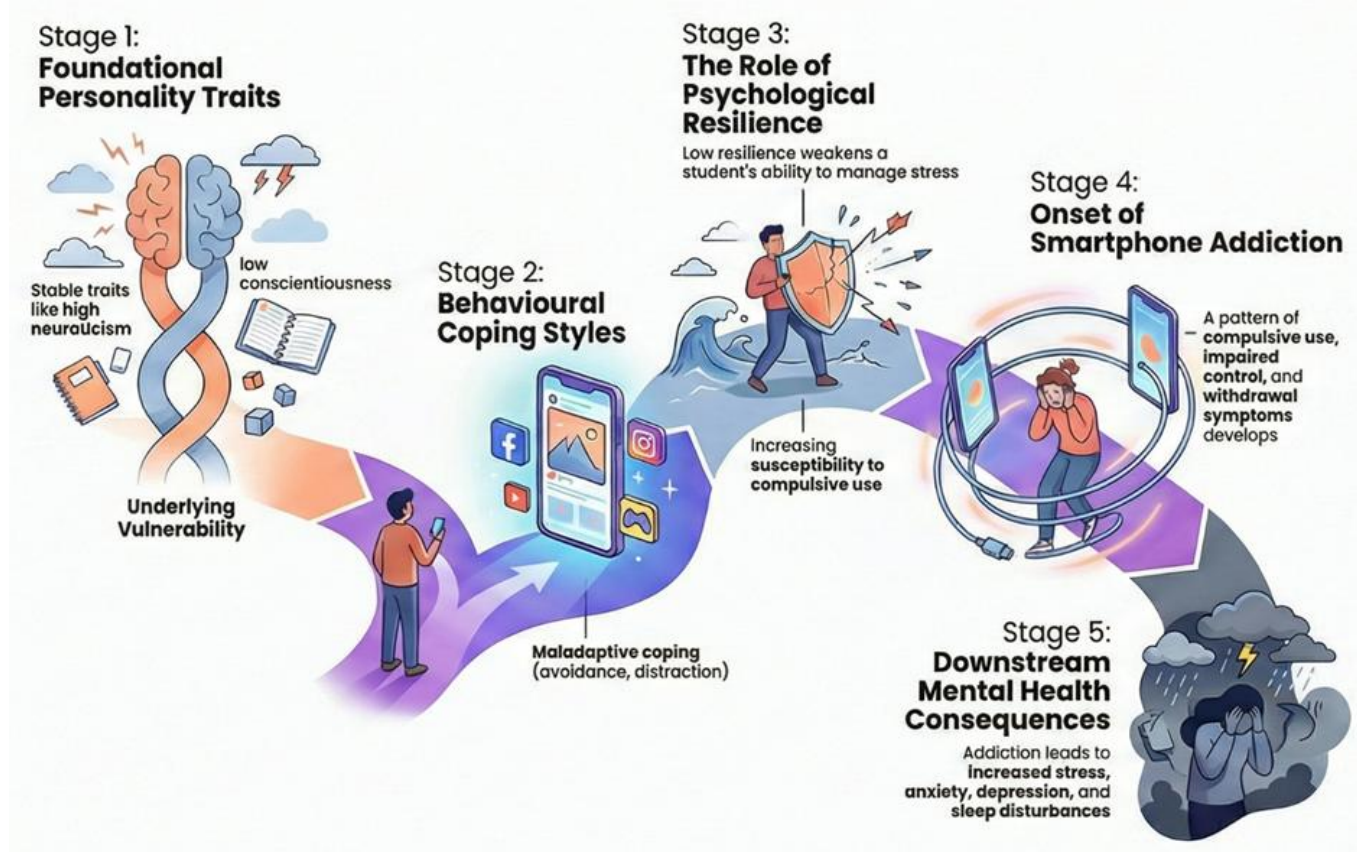 Stage 1:
Foundational
Personality Traits
Stable traits
like high
neuraUcism
low
conscientiousness
Underlying
Vulnerability
Stage 2:
Behavioural
Coping Styles
Maladaptive coping
(avoidance, distraction)
Stage 3:
The Role of
Psychological
Resilience
Low resilience weakens a
student's ability to manage stress
Increasing
susceptibility to
compulsive use
Stage 4:
Onset of
Smartphone Addiction
A pattern of
compulsive use,
impaired
control, and
withdrawal
symptoms
develops
Stage 5:
Downstream
Mental Health
Consequences
Addiction leads to
increased stress,
anxiety, depression, and
sleep disturbances